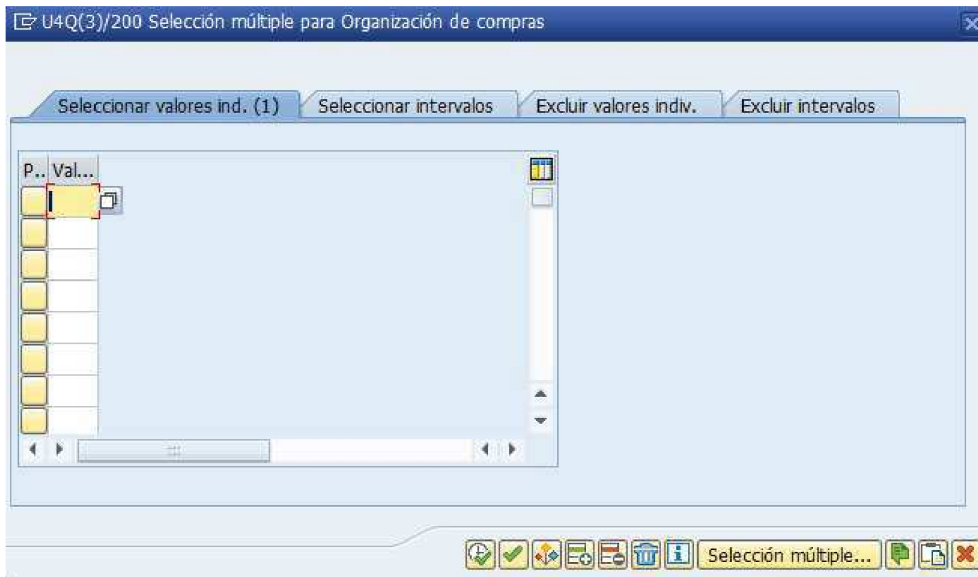 U4Q(3)/200 Selección múltiple para Organización de compras
Seleccionar valores ind. (1) Seleccionar intervalos Excluir valores indiv. Excluir intervalos
P.. Val...
Selección múltiple...